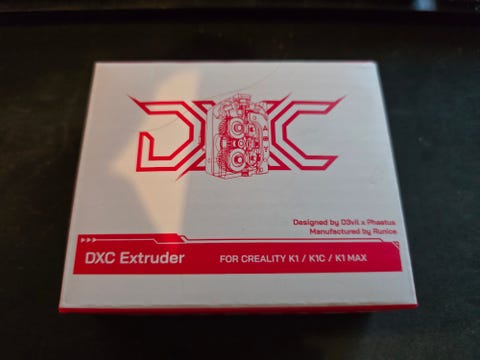 DXC
Designed by D3vil x Phaetus
Manufactured by Runice
DXC Extruder FOR CREALITY K1 / K1C / K1 MAX